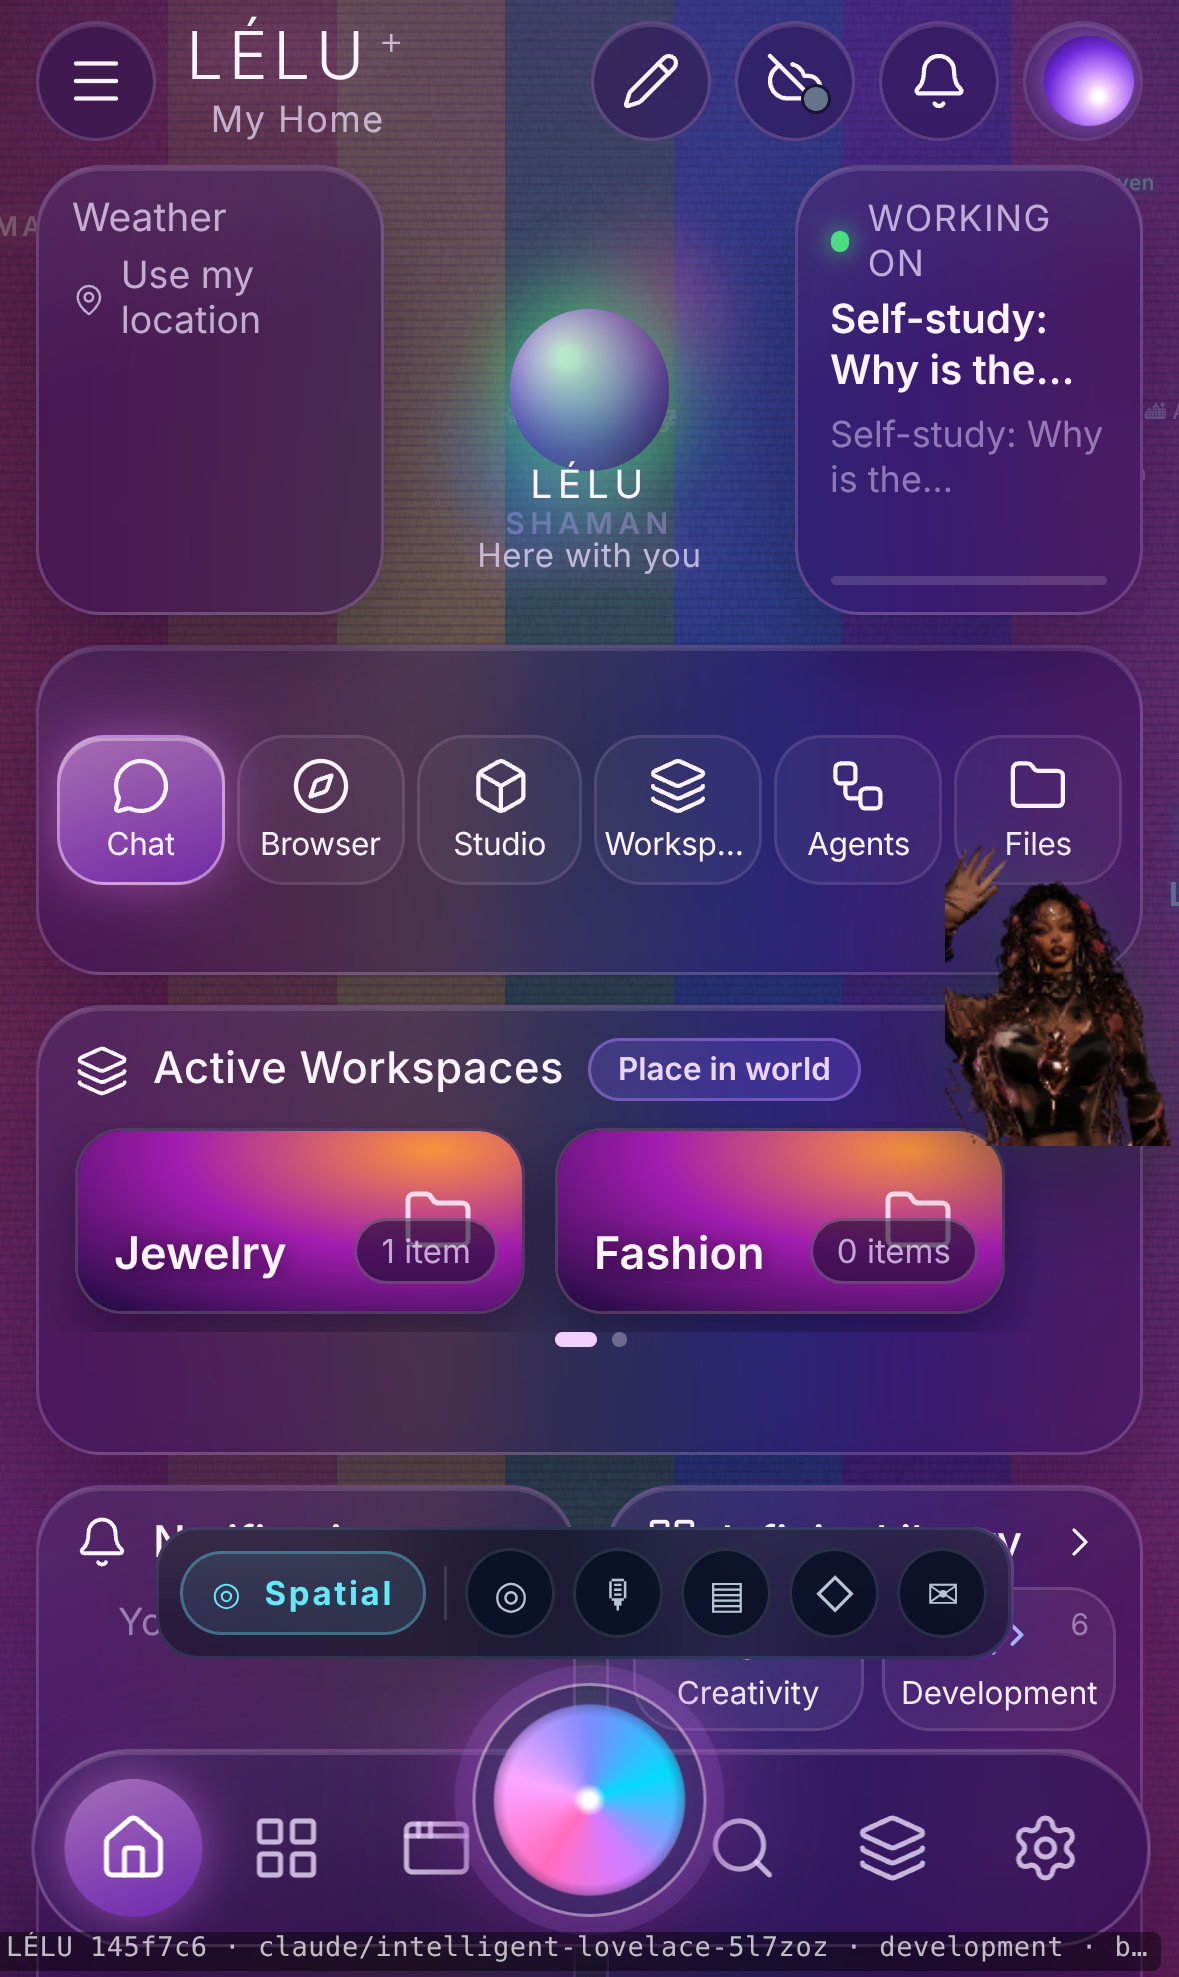 LÉLU +
My Home
Weather
Use my
location
WORKING
ON
Self-study:
Why is the...
Self-study: Why
is the...
LÉLU
SHAMAN
Here with you
Chat
Browser
Studio
Worksp...
Agents
Files
Active Workspaces
Place in world
Jewelry
1 item
Fashion
0 items
Spatial
6
Creativity
Development
LÉLU 145f7c6 · claude/intelligent-lovelace-5l7zoz · development · b…